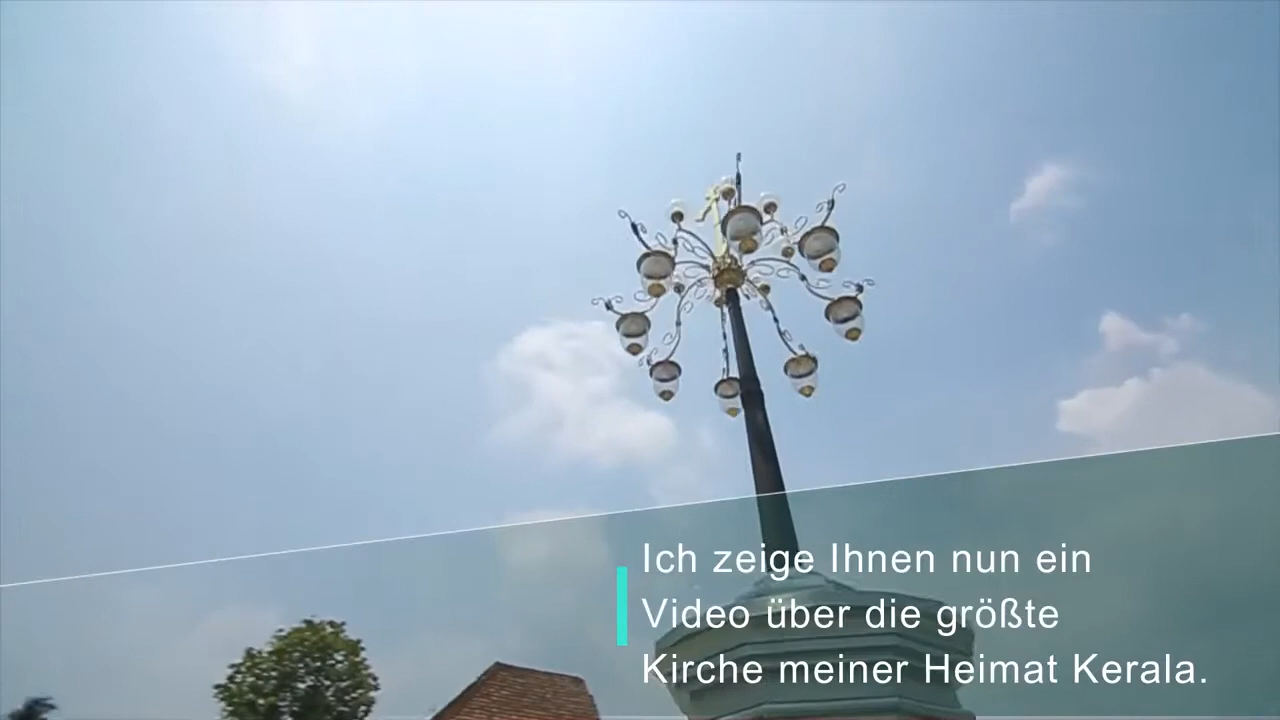 Ich zeige Ihnen nun ein
Video über die größte
Kirche meiner Heimat Kerala.